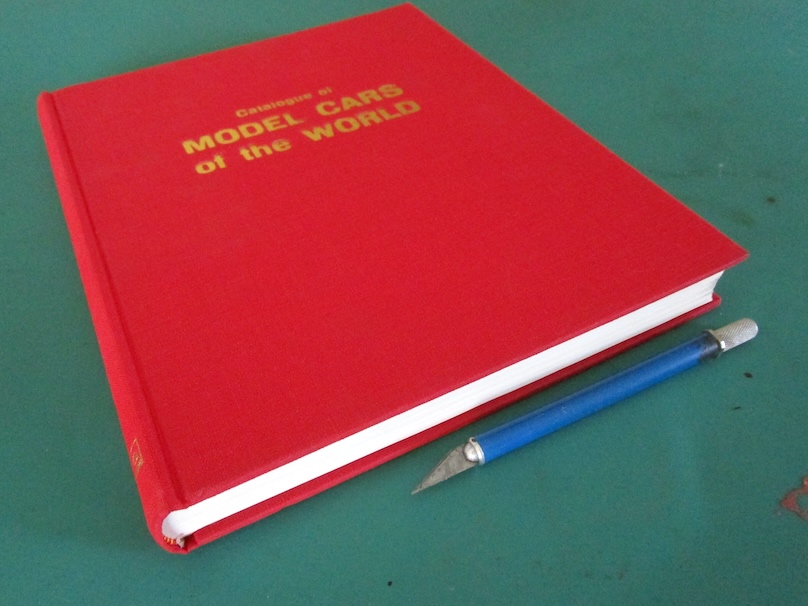 Catalogue of
MODEL CARS
of the WORLD